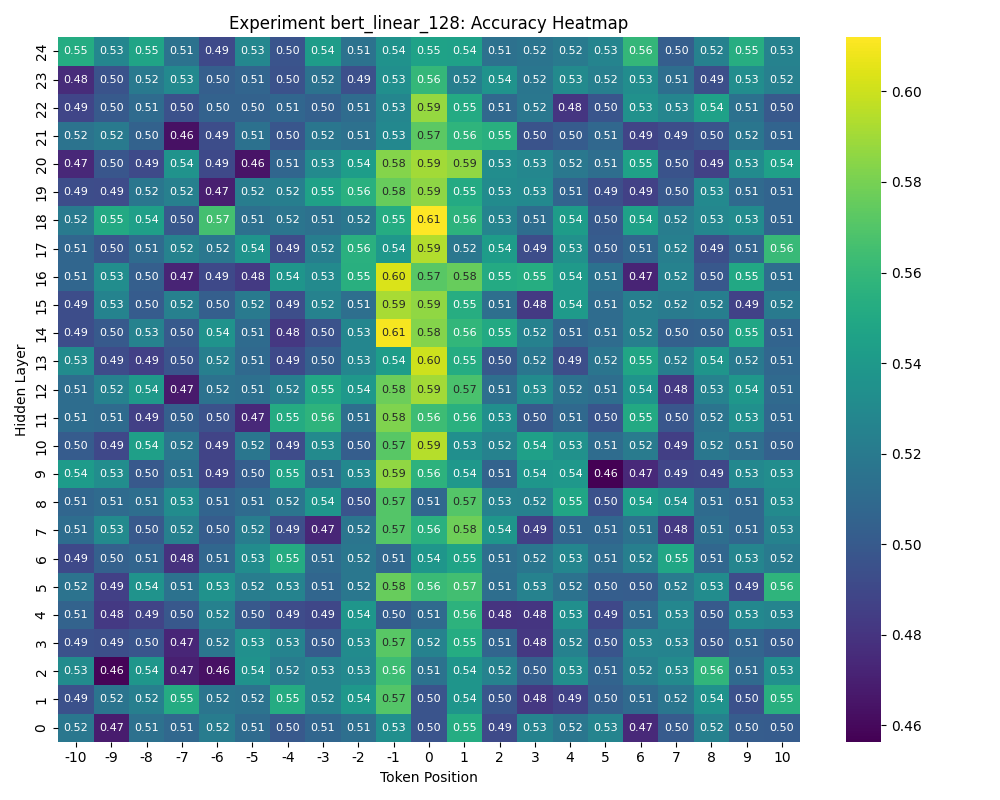 Experiment bert_linear_128: Accuracy Heatmap
Hidden Layer
24 0.55 0.53 0.55 0.51 0.49 0.53 0.50 0.54 0.51 0.54 0.55 0.54 0.51 0.52 0.52 0.53 0.56 0.50 0.52 0.55 0.53
23 0.48 0.50 0.52 0.53 0.50 0.51 0.50 0.52 0.49 0.53 0.56 0.52 0.54 0.52 0.53 0.52 0.53 0.51 0.49 0.53 0.52
22 0.49 0.50 0.51 0.50 0.50 0.50 0.51 0.50 0.51 0.53 0.59 0.55 0.51 0.52 0.48 0.50 0.53 0.53 0.54 0.51 0.50
21 0.52 0.52 0.50 0.46 0.49 0.51 0.50 0.52 0.51 0.53 0.57 0.56 0.55 0.50 0.50 0.51 0.49 0.49 0.50 0.52 0.51
20 0.47 0.50 0.49 0.54 0.49 0.46 0.51 0.53 0.54 0.58 0.59 0.59 0.53 0.53 0.52 0.51 0.55 0.50 0.49 0.53 0.54
19 0.49 0.49 0.52 0.52 0.47 0.52 0.52 0.55 0.56 0.58 0.59 0.55 0.53 0.53 0.51 0.49 0.49 0.50 0.53 0.51 0.51
18 0.52 0.55 0.54 0.50 0.57 0.51 0.52 0.51 0.52 0.55 0.61 0.56 0.53 0.51 0.54 0.50 0.54 0.52 0.53 0.53 0.51
17 0.51 0.50 0.51 0.52 0.52 0.54 0.49 0.52 0.56 0.54 0.59 0.52 0.54 0.49 0.53 0.50 0.51 0.52 0.49 0.51 0.56
16 0.51 0.53 0.50 0.47 0.49 0.48 0.54 0.53 0.55 0.60 0.57 0.58 0.55 0.55 0.54 0.51 0.47 0.52 0.50 0.55 0.51
15 0.49 0.53 0.50 0.52 0.50 0.52 0.49 0.52 0.51 0.59 0.59 0.55 0.51 0.48 0.54 0.51 0.52 0.52 0.52 0.49 0.52
14 0.49 0.50 0.53 0.50 0.54 0.51 0.48 0.50 0.53 0.61 0.58 0.56 0.55 0.52 0.51 0.51 0.52 0.50 0.50 0.55 0.51
13 0.53 0.49 0.49 0.50 0.52 0.51 0.49 0.50 0.53 0.54 0.60 0.55 0.50 0.52 0.49 0.52 0.55 0.52 0.54 0.52 0.51
12 0.51 0.52 0.54 0.47 0.52 0.51 0.52 0.55 0.54 0.58 0.59 0.57 0.51 0.53 0.52 0.51 0.54 0.48 0.53 0.54 0.51
11 0.51 0.51 0.49 0.50 0.50 0.47 0.55 0.56 0.51 0.58 0.56 0.56 0.53 0.50 0.51 0.50 0.55 0.50 0.52 0.53 0.51
10 0.50 0.49 0.54 0.52 0.49 0.52 0.49 0.53 0.50 0.57 0.59 0.53 0.52 0.54 0.53 0.51 0.52 0.49 0.52 0.51 0.50
9 0.54 0.53 0.50 0.51 0.49 0.50 0.55 0.51 0.53 0.59 0.56 0.54 0.51 0.54 0.54 0.46 0.47 0.49 0.49 0.53 0.53
8 0.51 0.51 0.51 0.53 0.51 0.51 0.52 0.54 0.50 0.57 0.51 0.57 0.53 0.52 0.55 0.50 0.54 0.54 0.51 0.51 0.53
7 0.51 0.53 0.50 0.52 0.50 0.52 0.49 0.47 0.52 0.57 0.56 0.58 0.54 0.49 0.51 0.51 0.51 0.48 0.51 0.51 0.53
6 0.49 0.50 0.51 0.48 0.51 0.53 0.55 0.51 0.52 0.51 0.54 0.55 0.51 0.52 0.53 0.51 0.52 0.55 0.51 0.53 0.52
5 0.52 0.49 0.54 0.51 0.53 0.52 0.53 0.51 0.52 0.58 0.56 0.57 0.51 0.53 0.52 0.50 0.50 0.52 0.53 0.49 0.56
4 0.51 0.48 0.49 0.50 0.52 0.50 0.49 0.49 0.54 0.50 0.51 0.56 0.48 0.48 0.53 0.49 0.51 0.53 0.50 0.53 0.53
3 0.49 0.49 0.50 0.47 0.52 0.53 0.53 0.50 0.53 0.57 0.52 0.55 0.51 0.48 0.52 0.50 0.53 0.53 0.50 0.51 0.50
2 0.53 0.46 0.54 0.47 0.46 0.54 0.52 0.53 0.53 0.56 0.51 0.54 0.52 0.50 0.53 0.51 0.52 0.53 0.56 0.51 0.53
1 0.49 0.52 0.52 0.55 0.52 0.52 0.55 0.52 0.54 0.57 0.50 0.54 0.50 0.48 0.49 0.50 0.51 0.52 0.54 0.50 0.55
0 0.52 0.47 0.51 0.51 0.52 0.51 0.50 0.51 0.51 0.53 0.50 0.55 0.49 0.53 0.52 0.53 0.47 0.50 0.52 0.50 0.50
-10 -9 -8 -7 -6 -5 -4 -3 -2 -1 0 1 2 3 4 5 6 7 8 9 10
Token Position
0.60
0.58
0.56
0.54
0.52
0.50
0.48
0.46